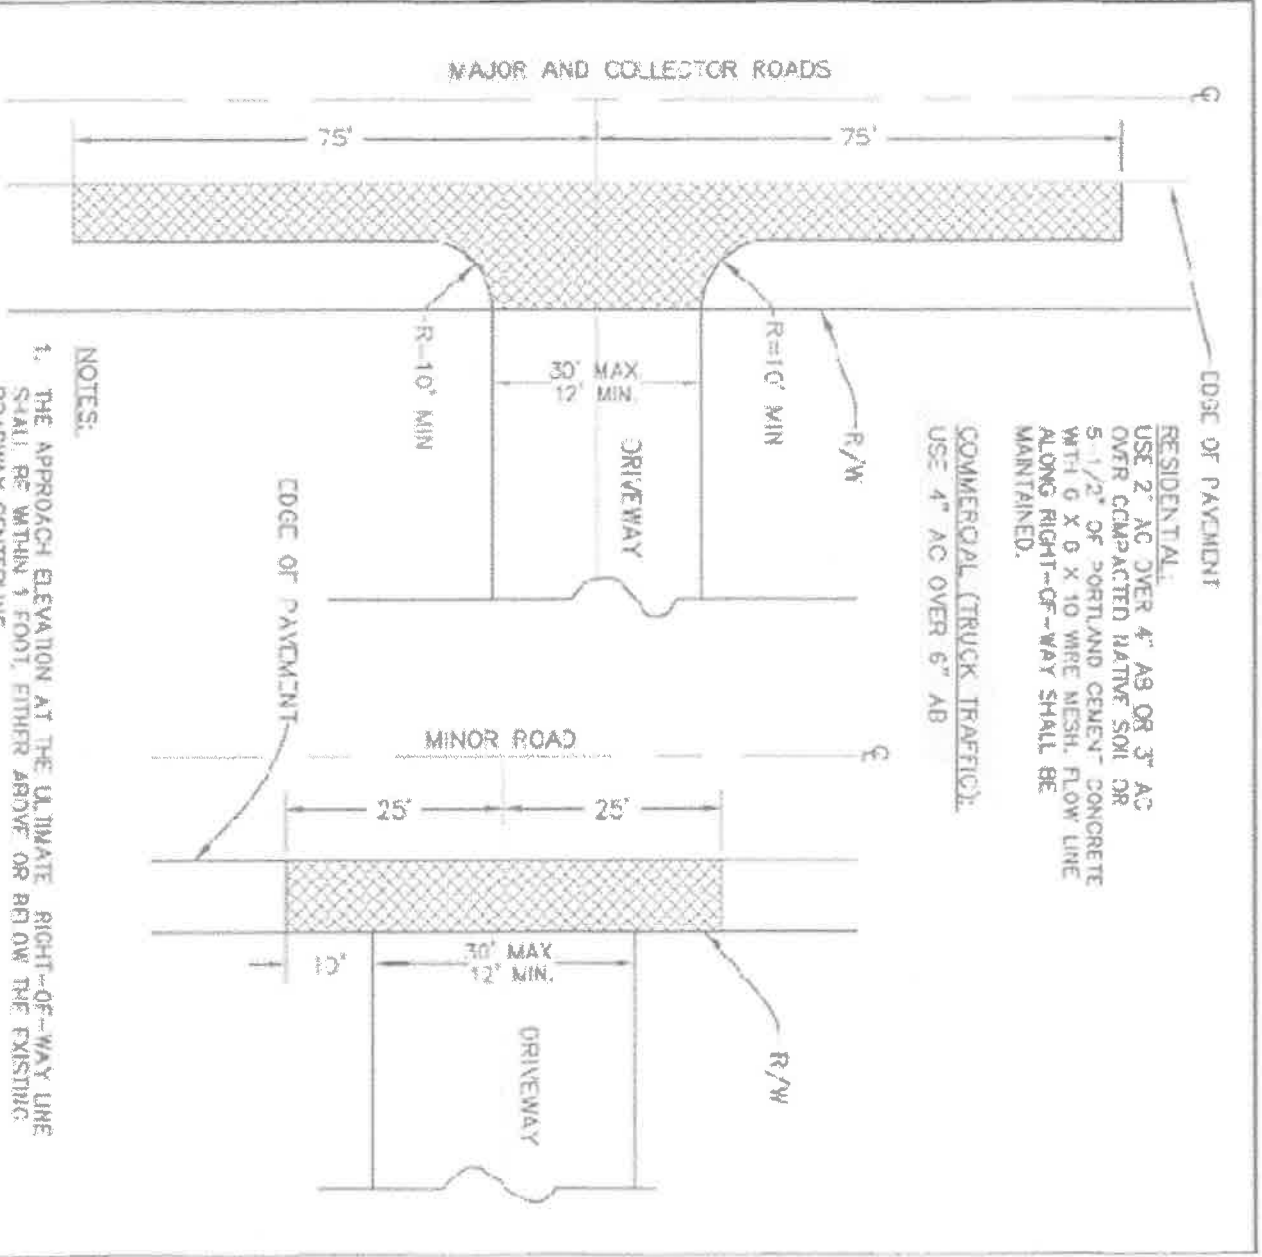 MAJOR AND COLLECTOR ROADS
℄
75'
75'
EDGE OF PAVEMENT
R=10' MIN
R=10' MIN
R/W
30' MAX
12' MIN.
DRIVEWAY
RESIDENTIAL:
USE 2" AC OVER 4" AB OR 3" AC
OVER COMPACTED NATIVE SOIL OR
5-1/2" OF PORTLAND CEMENT CONCRETE
WITH 6 X 6 X 10 WIRE MESH. FLOW LINE
ALONG RIGHT-OF-WAY SHALL BE
MAINTAINED.
COMMERCIAL (TRUCK TRAFFIC):
USE 4" AC OVER 6" AB
EDGE OF PAVEMENT
MINOR ROAD
℄
25'
25'
10'
30' MAX
12' MIN.
R/W
DRIVEWAY
NOTES:
1. THE APPROACH ELEVATION AT THE ULTIMATE RIGHT-OF-WAY LINE
SHALL BE WITHIN 1 FOOT, EITHER ABOVE OR BELOW THE EXISTING